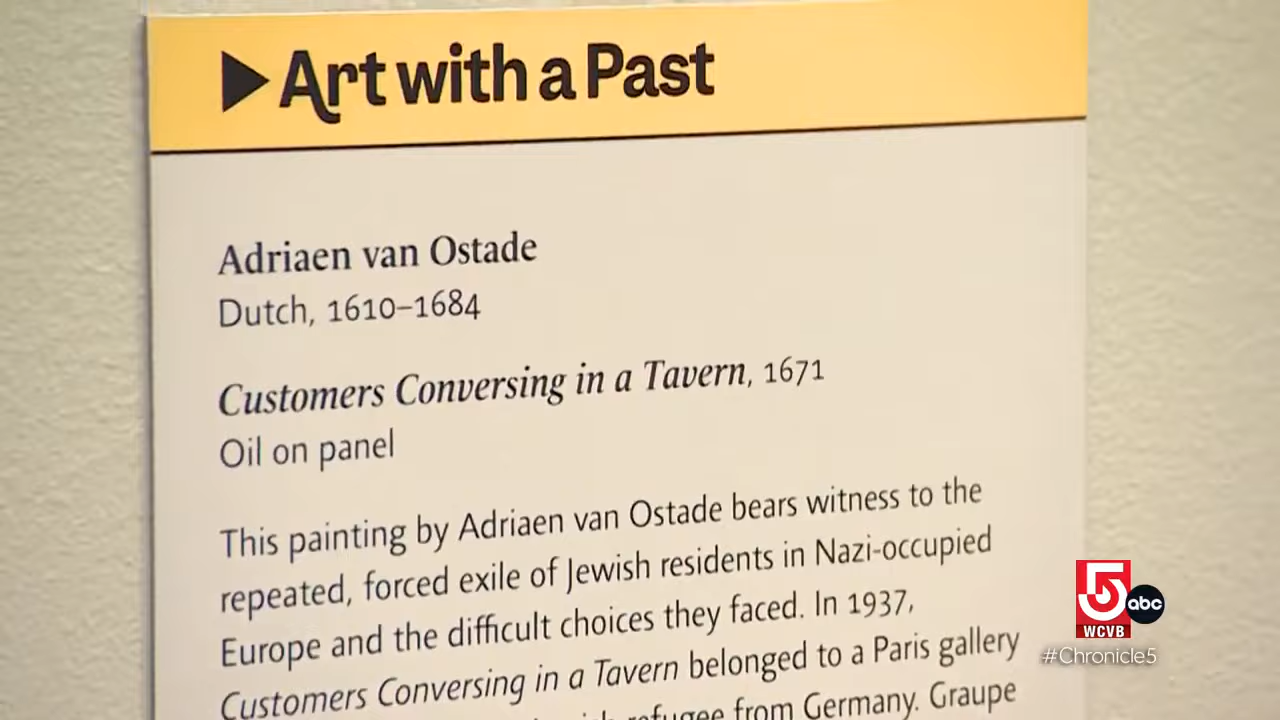 Art with a Past
Adriaen van Ostade
Dutch, 1610–1684
Customers Conversing in a Tavern, 1671
Oil on panel
This painting by Adriaen van Ostade bears witness to the
repeated, forced exile of Jewish residents in Nazi-occupied
Europe and the difficult choices they faced. In 1937,
Customers Conversing in a Tavern belonged to a Paris gallery
refugee from Germany. Graupe
5 abc
WCVB
#Chronicle5